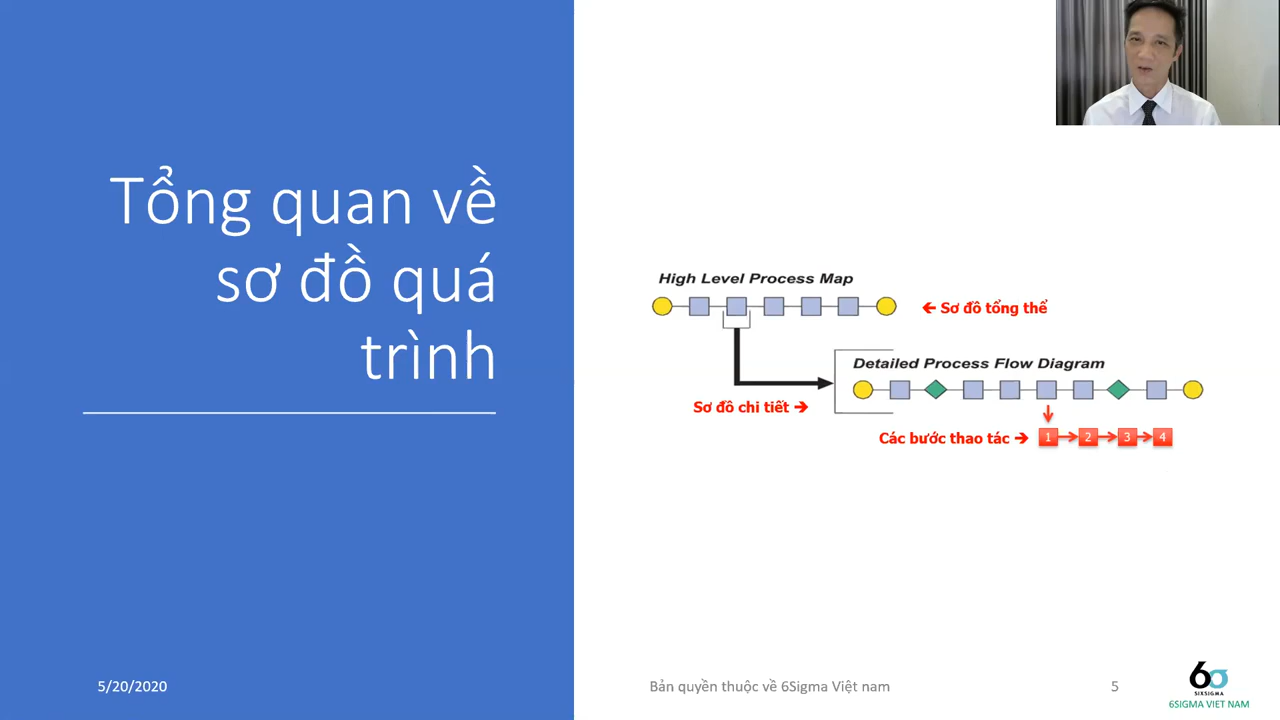 Tổng quan về
sơ đồ quá
trình
High Level Process Map
← Sơ đồ tổng thể
Detailed Process Flow Diagram
Sơ đồ chi tiết →
Các bước thao tác → 1 2 3 4
5/20/2020
Bản quyền thuộc về 6Sigma Việt nam
5
6σ
SIXSIGMA
6SIGMA VIET NAM